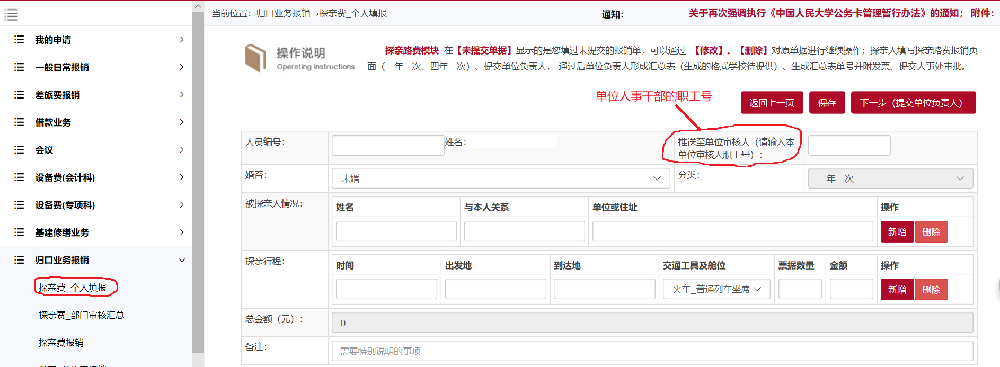 当前位置：归口业务报销→探亲费_个人填报
通知：
关于再次强调执行《中国人民大学公务卡管理暂行办法》的通知； 附件：
我的申请
一般日常报销
差旅费报销
借款业务
会议
设备费(会计科)
设备费(专项科)
基建修缮业务
归口业务报销
探亲费_个人填报
探亲费_部门审核汇总
探亲费报销
操作说明
Operating instructions
探亲路费模块 在【未提交单据】显示的是您填过未提交的报销单，可以通过 【修改】、【删除】对原单据进行继续操作；探亲人填写探亲路费报销页
面（一年一次、四年一次）、提交单位负责人， 通过后单位负责人形成汇总表（生成的格式学校待提供）、生成汇总表单号并附发票、提交人事处审批。
单位人事干部的职工号
返回上一页 保存 下一步（提交单位负责人）
人员编号： 姓名：
推送至单位审核人（请输入本
单位审核人职工号）：
婚否： 未婚 分类： 一年一次
被探亲人情况： 姓名 与本人关系 单位或住址 操作
新增 删除
探亲行程： 时间 出发地 到达地 交通工具及舱位 票据数量 金额 操作
火车_普通列车坐席 新增 删除
总金额（元）： 0
备注： 需要特别说明的事项